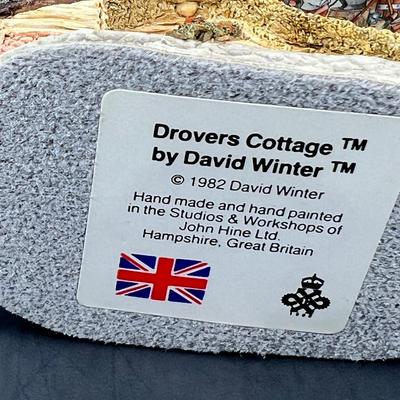 Drovers Cottage ™
by David Winter ™
© 1982 David Winter
Hand made and hand painted
in the Studios & Workshops of
John Hine Ltd.
Hampshire, Great Britain